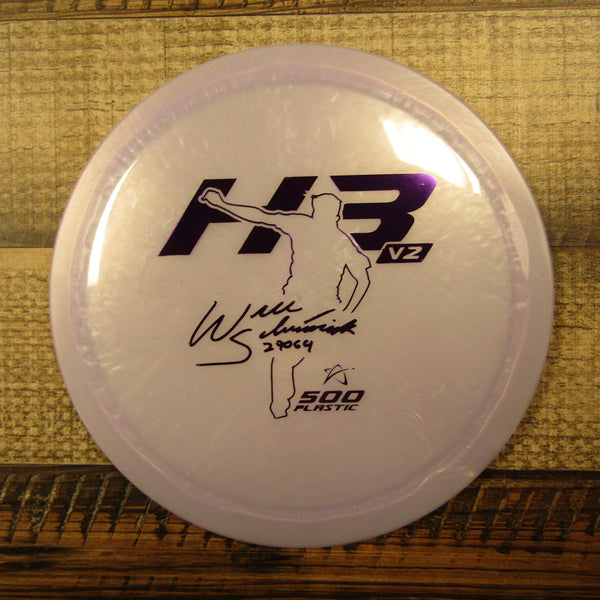 H3
V2
Will
Schusterick
29064
500
PLASTIC